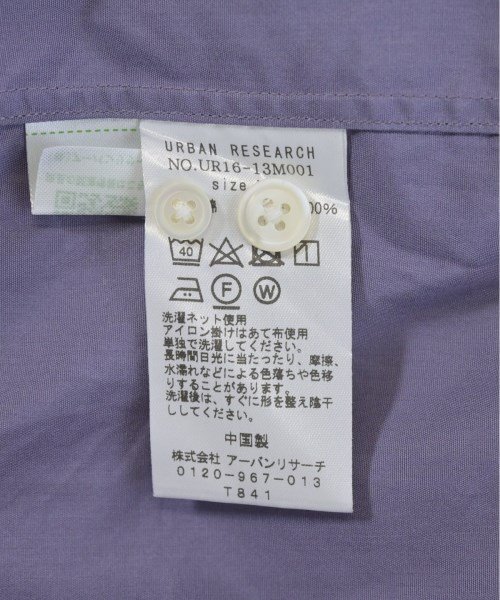 URBAN RESEARCH
NO.UR16-13M001
size
100%
40
F
W
洗濯ネット使用
アイロン掛けはあて布使用
単独で洗濯してください。
長時間日光に当たったり、摩擦、
水濡れなどによる色落ちや色移
りすることがあります。
洗濯後は、すぐに形を整え陰干
ししてください。
中国製
株式会社 アーバンリサーチ
0120-967-013
T841